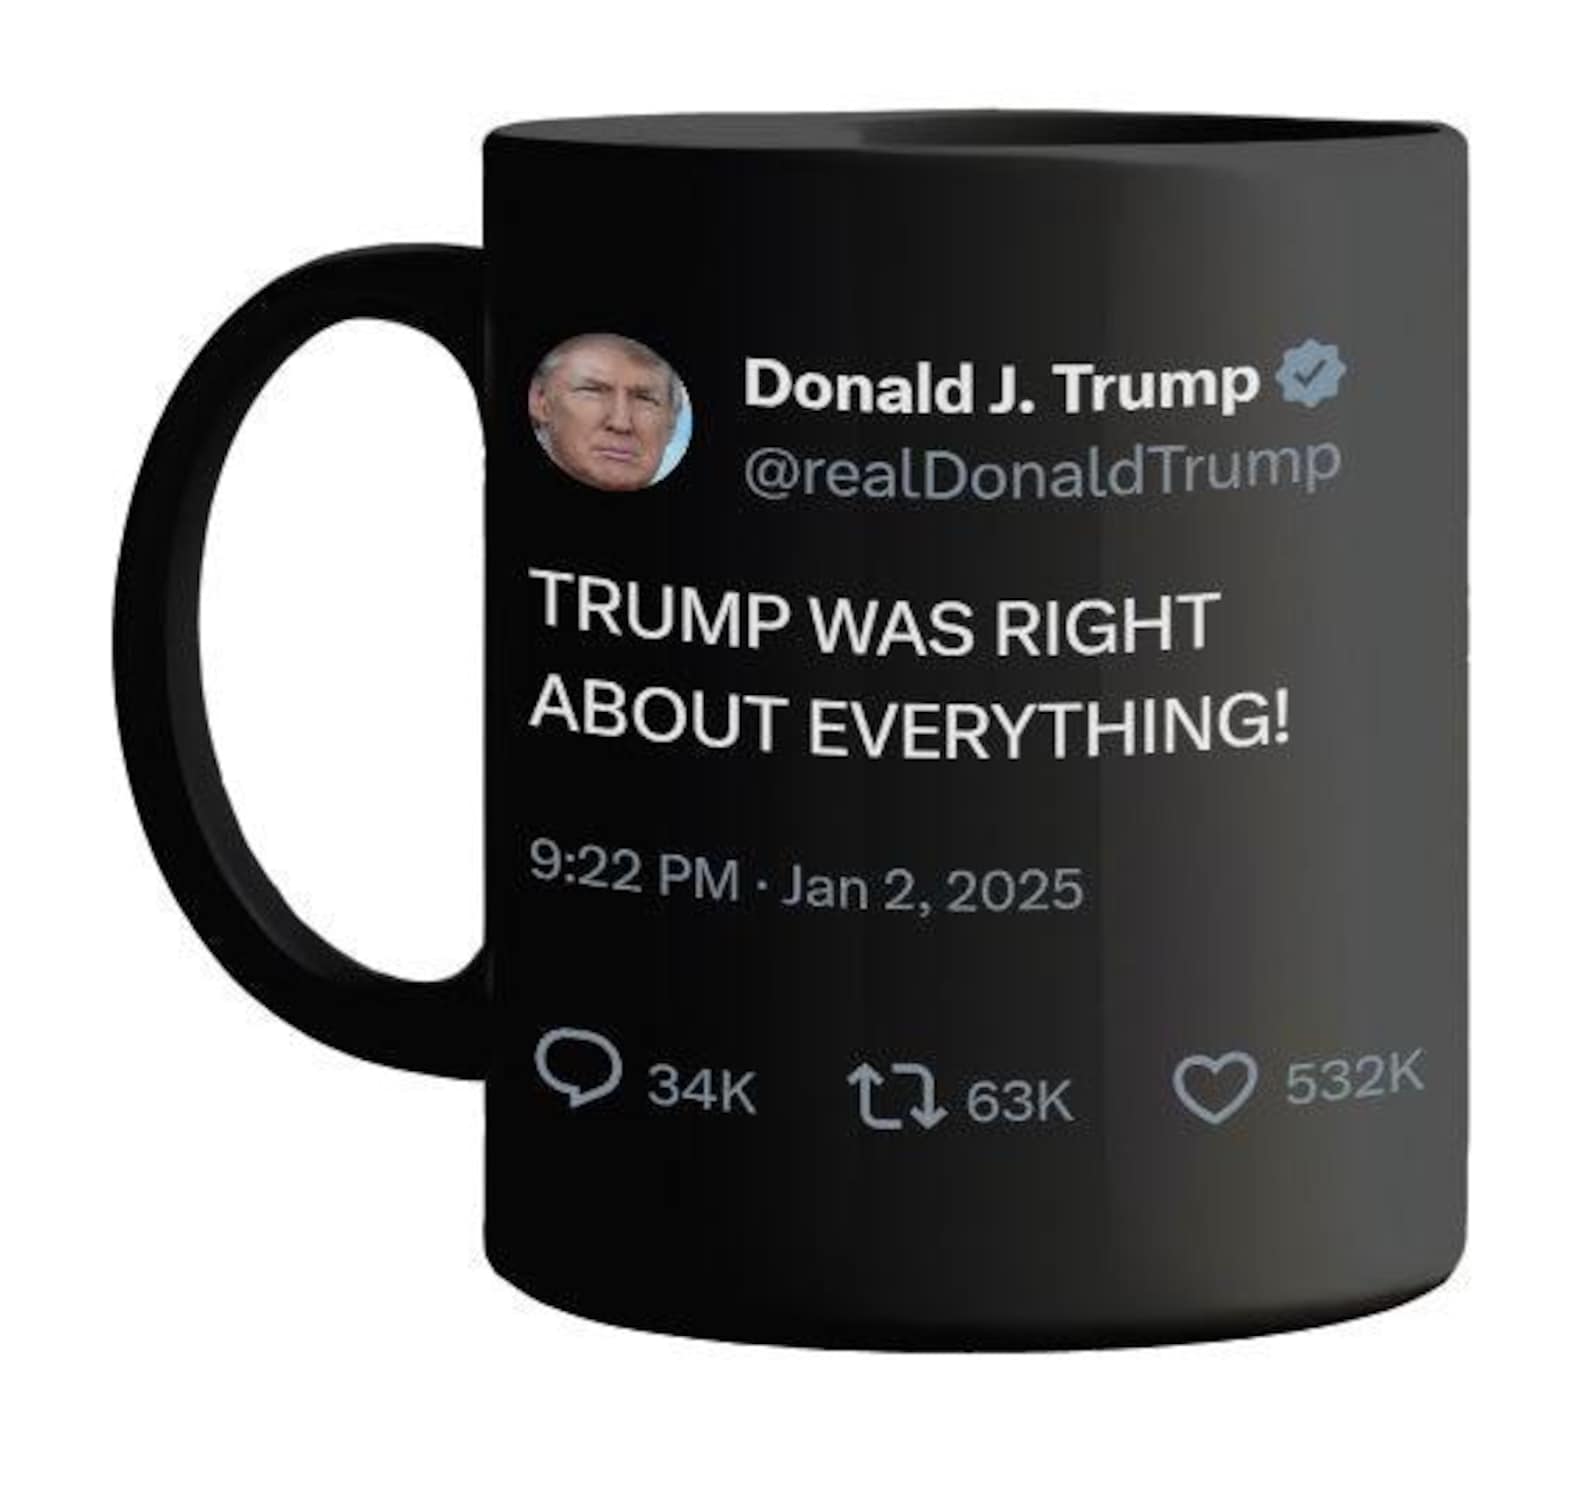 Donald J. Trump
@realDonaldTrump
TRUMP WAS RIGHT
ABOUT EVERYTHING!
9:22 PM · Jan 2, 2025
34K 63K 532K